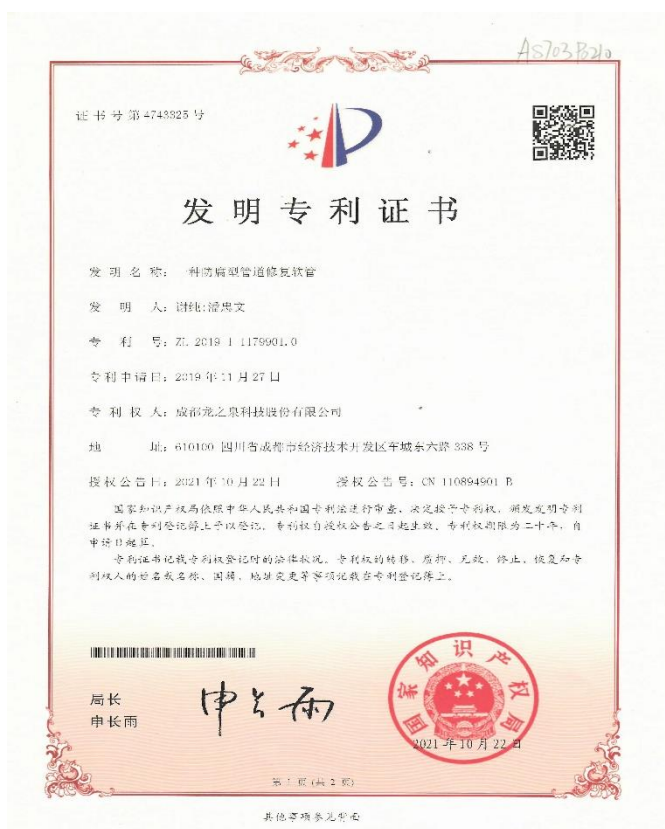 AS703B210
证书号第4743325号
发明专利证书
发明名称：一种防腐型管道修复软管
发明人：谢纯;潘忠文
专利号：ZL 2019 1 1179901.0
专利申请日：2019年11月27日
专利权人：成都龙之泉科技股份有限公司
地址：610100 四川省成都市经济技术开发区车城东六路338号
授权公告日：2021年10月22日 授权公告号：CN 110894901 B
国家知识产权局依照中华人民共和国专利法进行审查，决定授予专利权，颁发发明专利
证书并在专利登记簿上予以登记。专利权自授权公告之日起生效。专利权期限为二十年，自
申请日起算。
专利证书记载专利权登记时的法律状况。专利权的转移、质押、无效、终止、恢复和专
利权人的姓名或名称、国籍、地址变更等事项记载在专利登记簿上。
局长
申长雨
申长雨
国家知识产权局
2021年10月22日
第1页(共2页)
其他事项参见背面